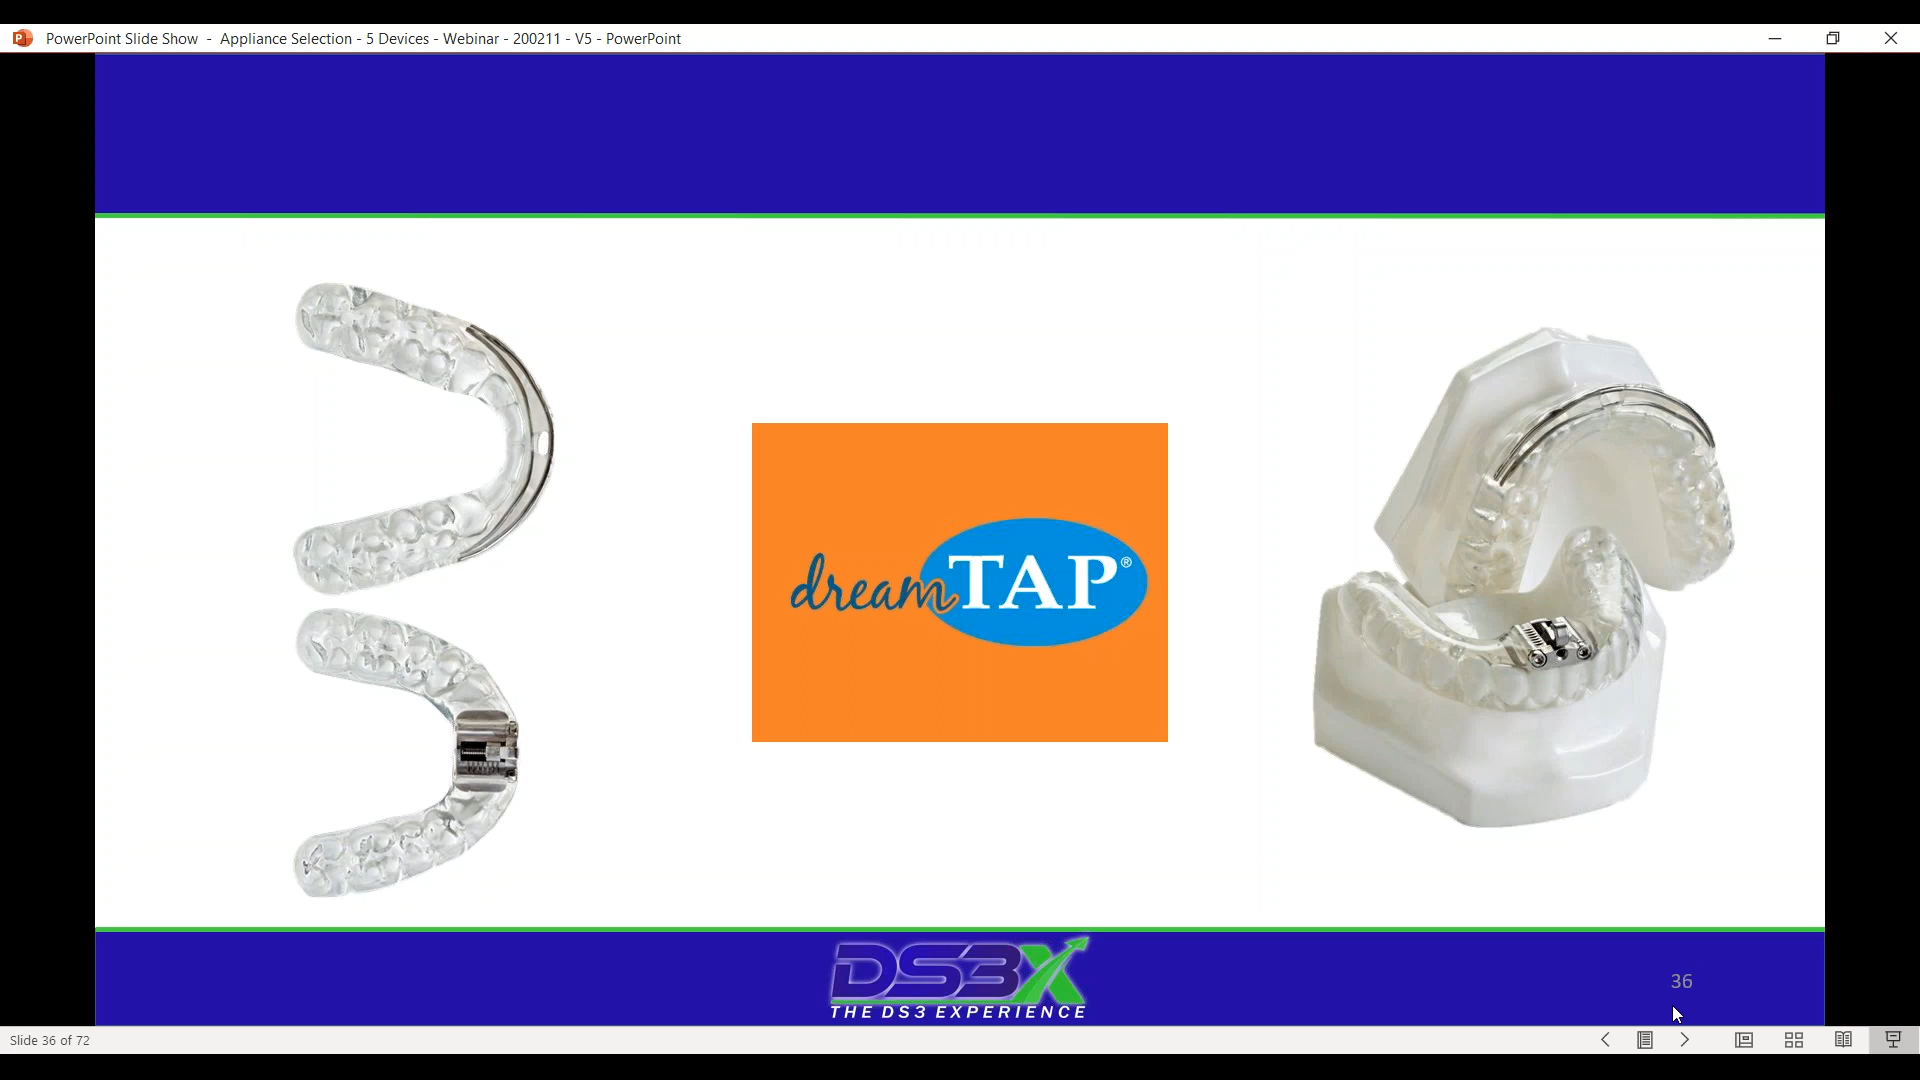 PowerPoint Slide Show - Appliance Selection - 5 Devices - Webinar - 200211 - V5 - PowerPoint
dreamTAP®
DS3X
THE DS3 EXPERIENCE
36
Slide 36 of 72